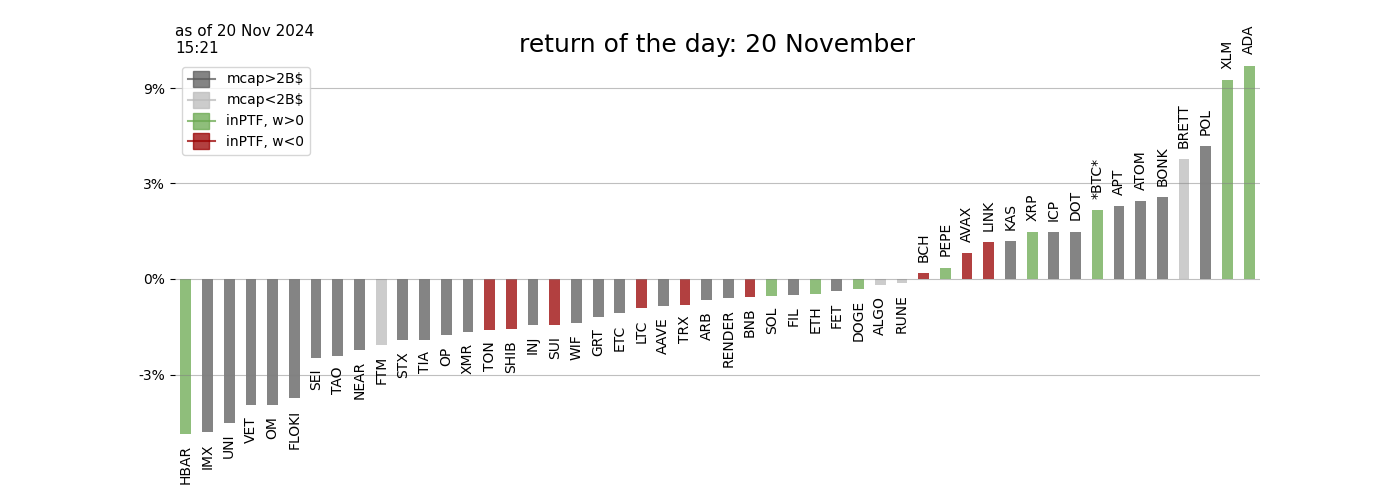 as of 20 Nov 2024
15:21
return of the day: 20 November
mcap>2B$
mcap<2B$
inPTF, w>0
inPTF, w<0
9%
3%
0%
-3%
HBAR
IMX
UNI
VET
OM
FLOKI
SEI
TAO
NEAR
FTM
STX
TIA
OP
XMR
TON
SHIB
INJ
SUI
WIF
GRT
ETC
LTC
AAVE
TRX
ARB
RENDER
BNB
SOL
FIL
ETH
FET
DOGE
ALGO
RUNE
BCH
PEPE
AVAX
LINK
KAS
XRP
ICP
DOT
*BTC*
APT
ATOM
BONK
BRETT
POL
XLM
ADA